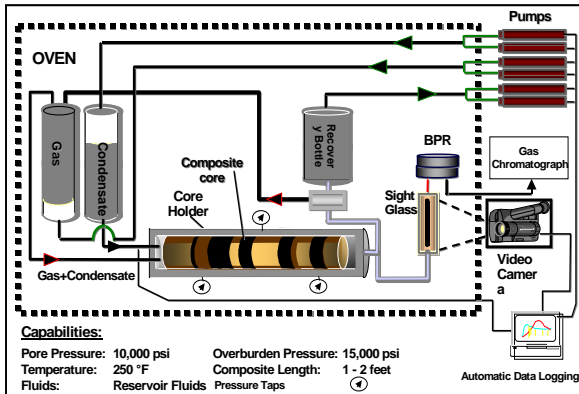 Pumps
OVEN
Gas
Condensate
Recover
y Bottle
BPR
Gas
Chromatograph
Composite
core
Sight
Glass
Core
Holder
Gas+Condensate
Video
Camer
a
Capabilities:
Pore Pressure: 10,000 psi Overburden Pressure: 15,000 psi
Temperature: 250 °F Composite Length: 1 - 2 feet
Fluids: Reservoir Fluids Pressure Taps
Automatic Data Logging